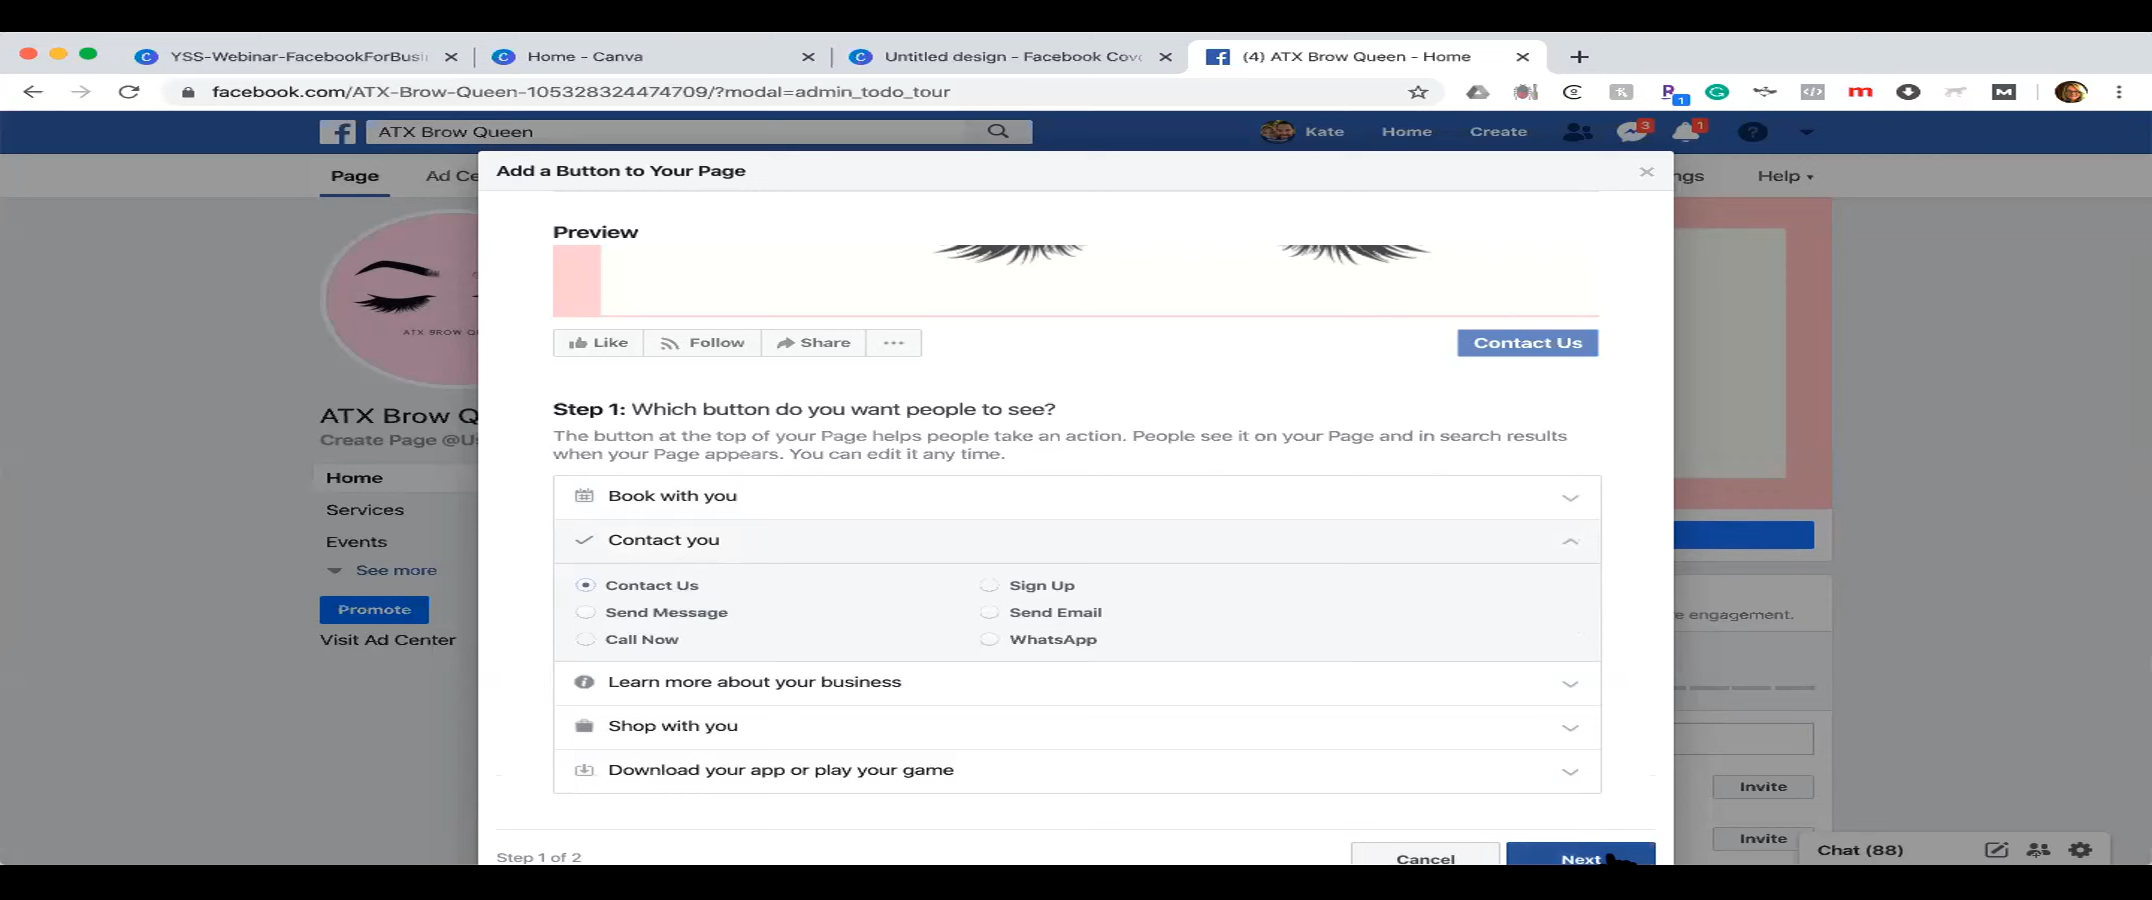 YSS-Webinar-FacebookForBusi
Home - Canva
Untitled design - Facebook Cov
(4) ATX Brow Queen - Home
facebook.com/ATX-Brow-Queen-105328324474709/?modal=admin_todo_tour
ATX Brow Queen
Kate
Home
Create
3
1
Page
Ad Ce
Add a Button to Your Page
ngs
Help
Preview
Like
Follow
Share
Contact Us
ATX BROW Q
ATX Brow Q
Create Page @Us
Step 1: Which button do you want people to see?
The button at the top of your Page helps people take an action. People see it on your Page and in search results
when your Page appears. You can edit it any time.
Home
Services
Events
See more
Promote
Visit Ad Center
Book with you
Contact you
Contact Us
Sign Up
Send Message
Send Email
Call Now
WhatsApp
Learn more about your business
Shop with you
Download your app or play your game
e engagement.
Invite
Invite
Step 1 of 2
Cancel
Next
Chat (88)